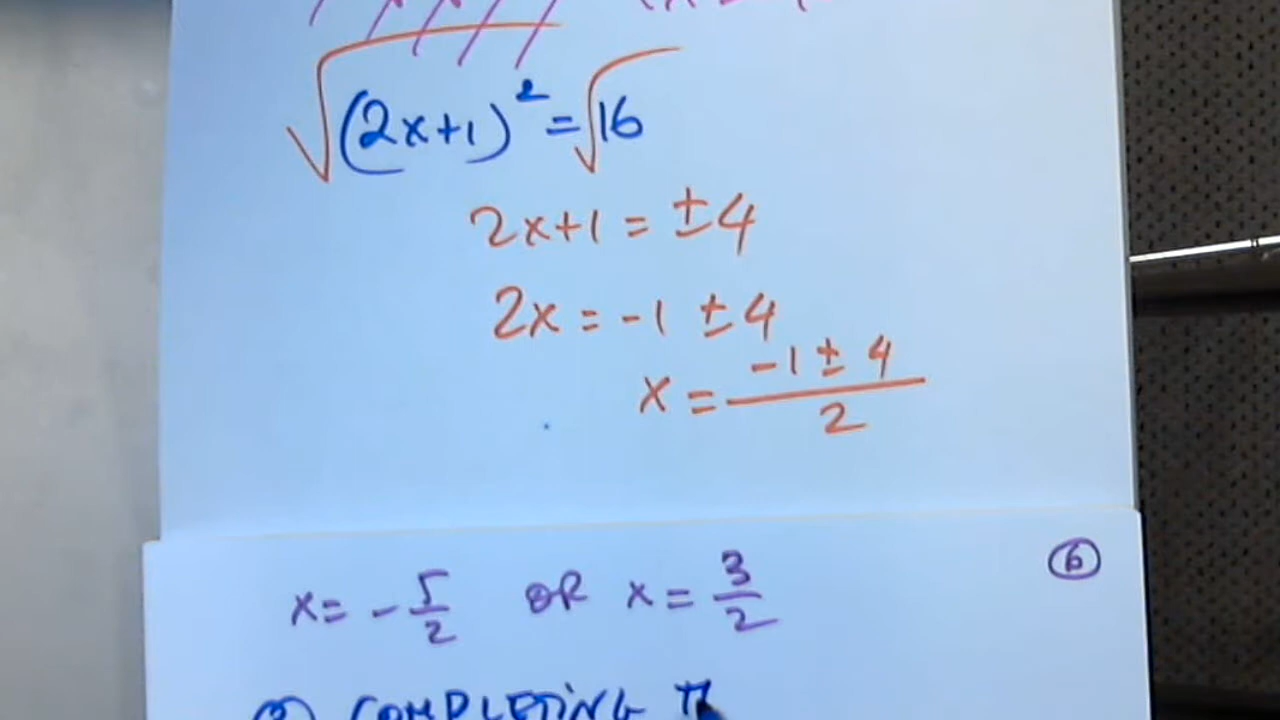 √(2x+1)² = √16
2x+1 = ±4
2x = -1 ±4
x = (-1 ± 4)/2
6
x = -5/2 OR x = 3/2
COMPLETING